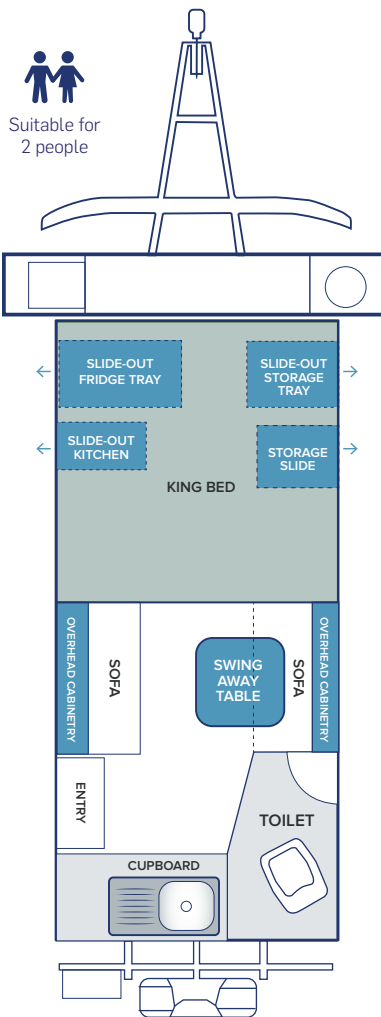 Suitable for
2 people
SLIDE-OUT
FRIDGE TRAY
SLIDE-OUT
STORAGE
TRAY
SLIDE-OUT
KITCHEN
STORAGE
SLIDE
KING BED
OVERHEAD CABINETRY
SOFA
SWING
AWAY
TABLE
SOFA
OVERHEAD CABINETRY
ENTRY
TOILET
CUPBOARD